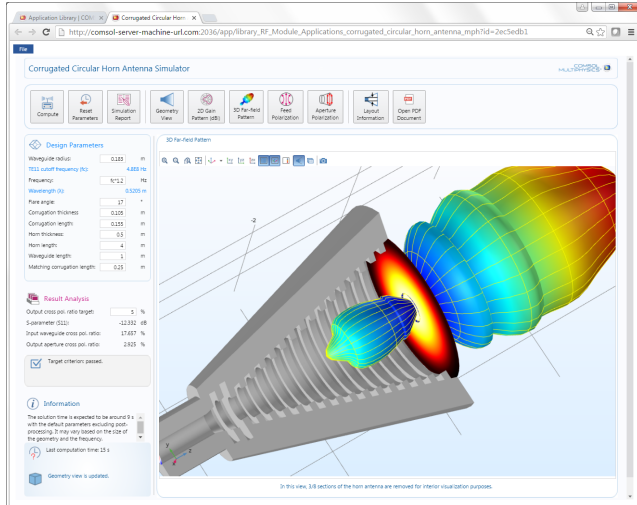 Application Library | COM
Corrugated Circular Horn
http://comsol-server-machine-url.com:2036/app/library_RF_Module_Applications_corrugated_circular_horn_antenna_mph?id=2ec5edb1
File
Corrugated Circular Horn Antenna Simulator
COMSOL
MULTIPHYSICS
Compute
Reset Parameters
Simulation Report
Geometry View
2D Gain Pattern (dBi)
3D Far-field Pattern
Feed Polarization
Aperture Polarization
Layout Information
Open PDF Document
Design Parameters
Waveguide radius: 0.163 m
Frequency: fc*1.2 Hz
Wavelength (λ): 0.5205 m
Flare angle: 17 °
Corrugation thickness: 0.105 m
Corrugation length: 0.155 m
Horn thickness: 0.5 m
Horn length: 4 m
Waveguide length: 1 m
Matching corrugation length: 0.25 m
Result Analysis
Output cross pol. ratio target: 5 %
S-parameter (S11): -12.332 dB
Input waveguide cross pol. ratio: 17.657 %
Output aperture cross pol. ratio: 2.925 %
Target criterion: passed.
Information
The solution time is expected to be around 9 s
with the default parameters excluding post-
processing. It may vary based on the size of
the geometry and the frequency.
Last computation time: 15 s
Geometry view is updated.
3D Far-field Pattern
-2
y
z
In this view, 3/8 sections of the horn antenna are removed for interior visualization purposes.